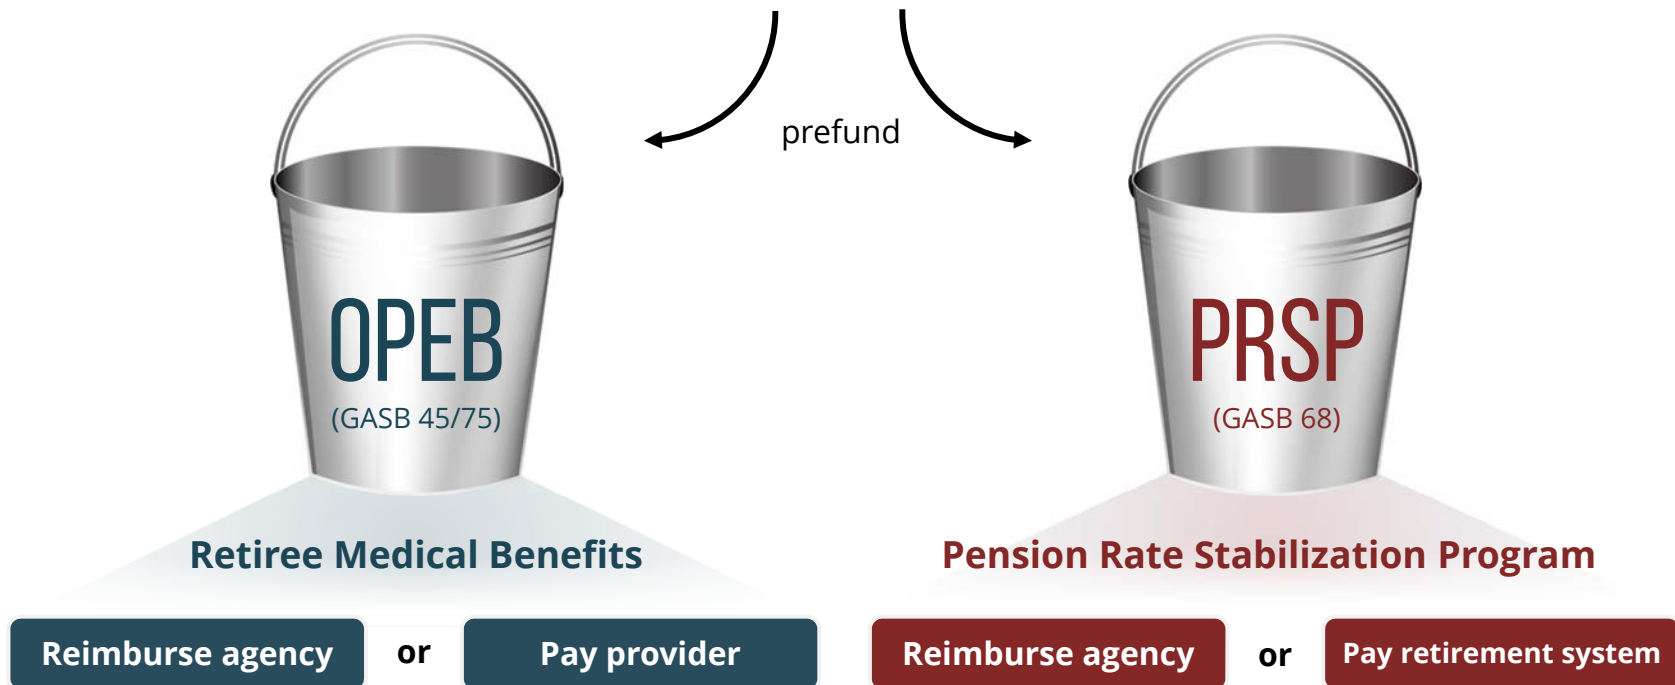 prefund
OPEB
(GASB 45/75)
Retiree Medical Benefits
Reimburse agency or Pay provider
PRSP
(GASB 68)
Pension Rate Stabilization Program
Reimburse agency or Pay retirement system